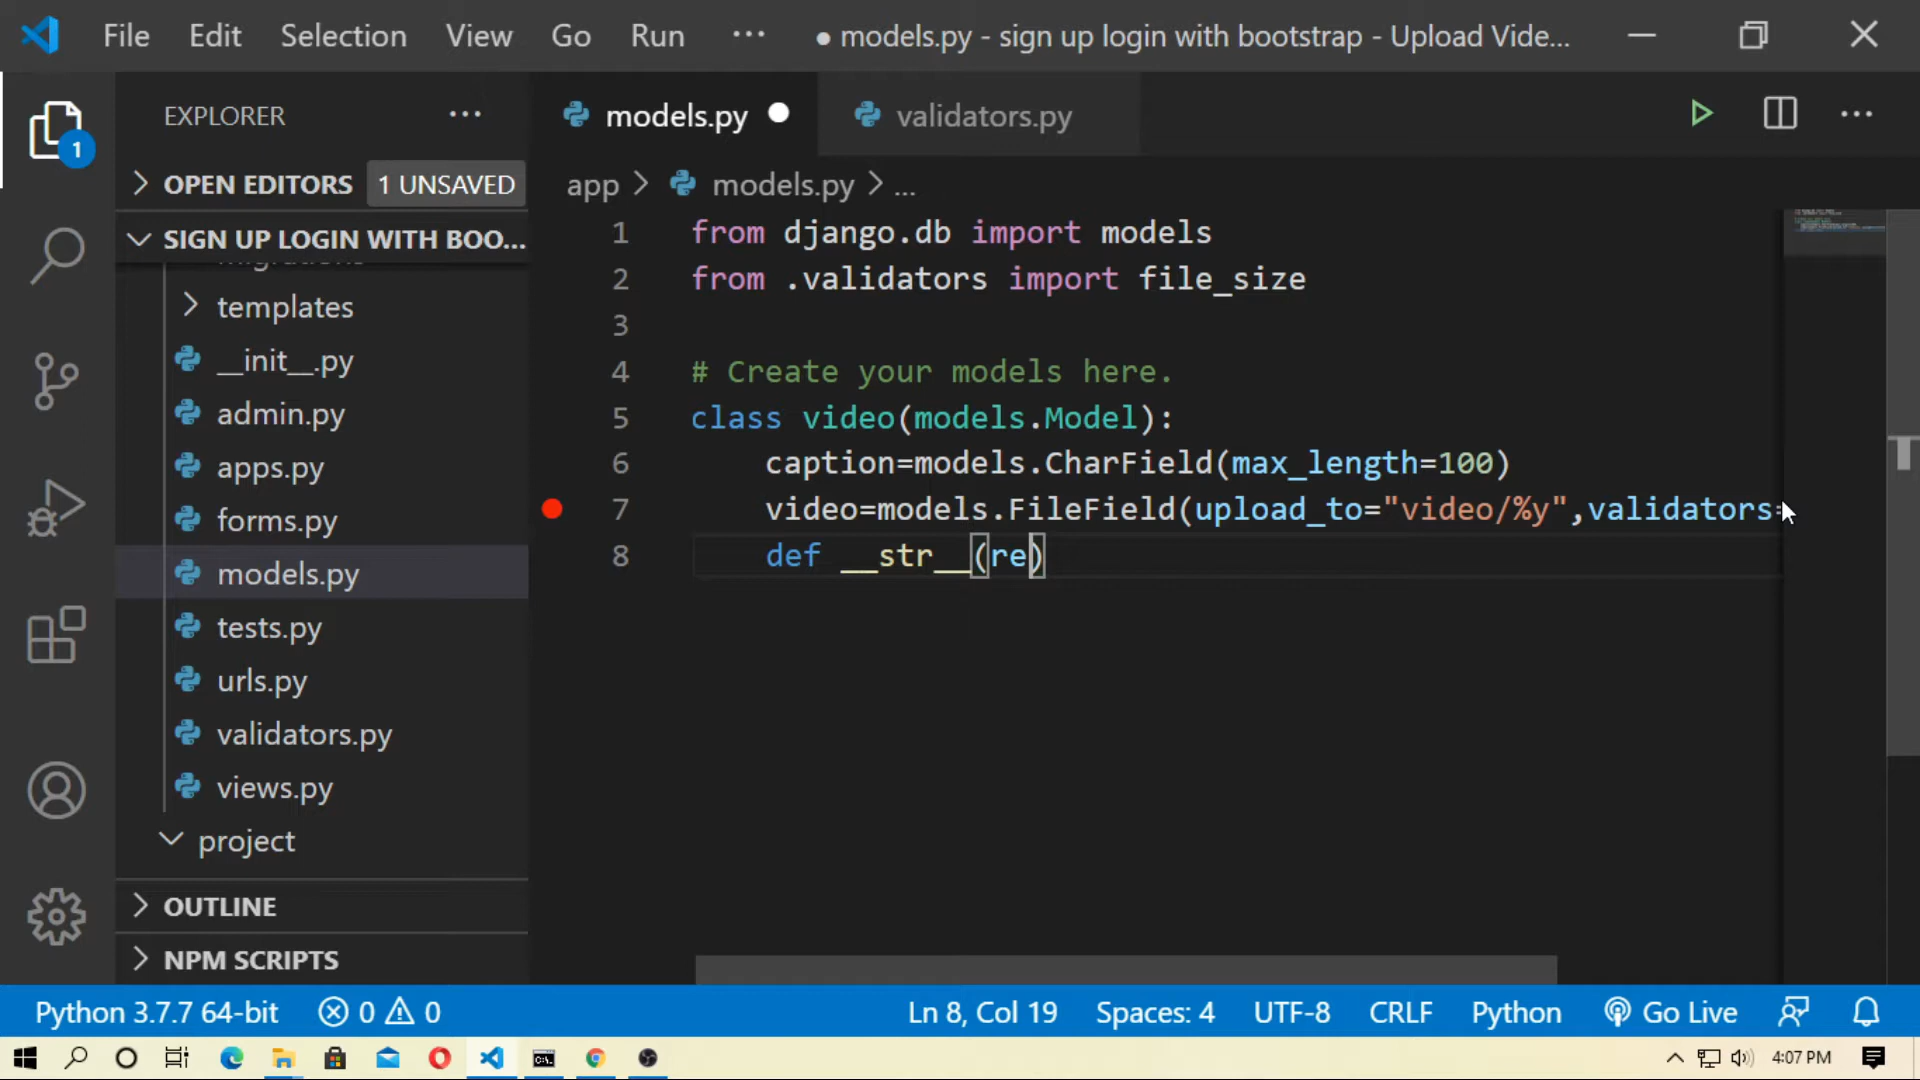 File Edit Selection View Go Run ··· ● models.py - sign up login with bootstrap - Upload Vide...
EXPLORER ···
1
OPEN EDITORS 1 UNSAVED
SIGN UP LOGIN WITH BOO...
templates
__init__.py
admin.py
apps.py
forms.py
models.py
tests.py
urls.py
validators.py
views.py
project
OUTLINE
NPM SCRIPTS
models.py ● validators.py
app > models.py > ...
1 from django.db import models
2 from .validators import file_size
3
4 # Create your models here.
5 class video(models.Model):
6 caption=models.CharField(max_length=100)
7 video=models.FileField(upload_to="video/%y",validators=
8 def __str__(re)
Python 3.7.7 64-bit 0 0 Ln 8, Col 19 Spaces: 4 UTF-8 CRLF Python Go Live
4:07 PM